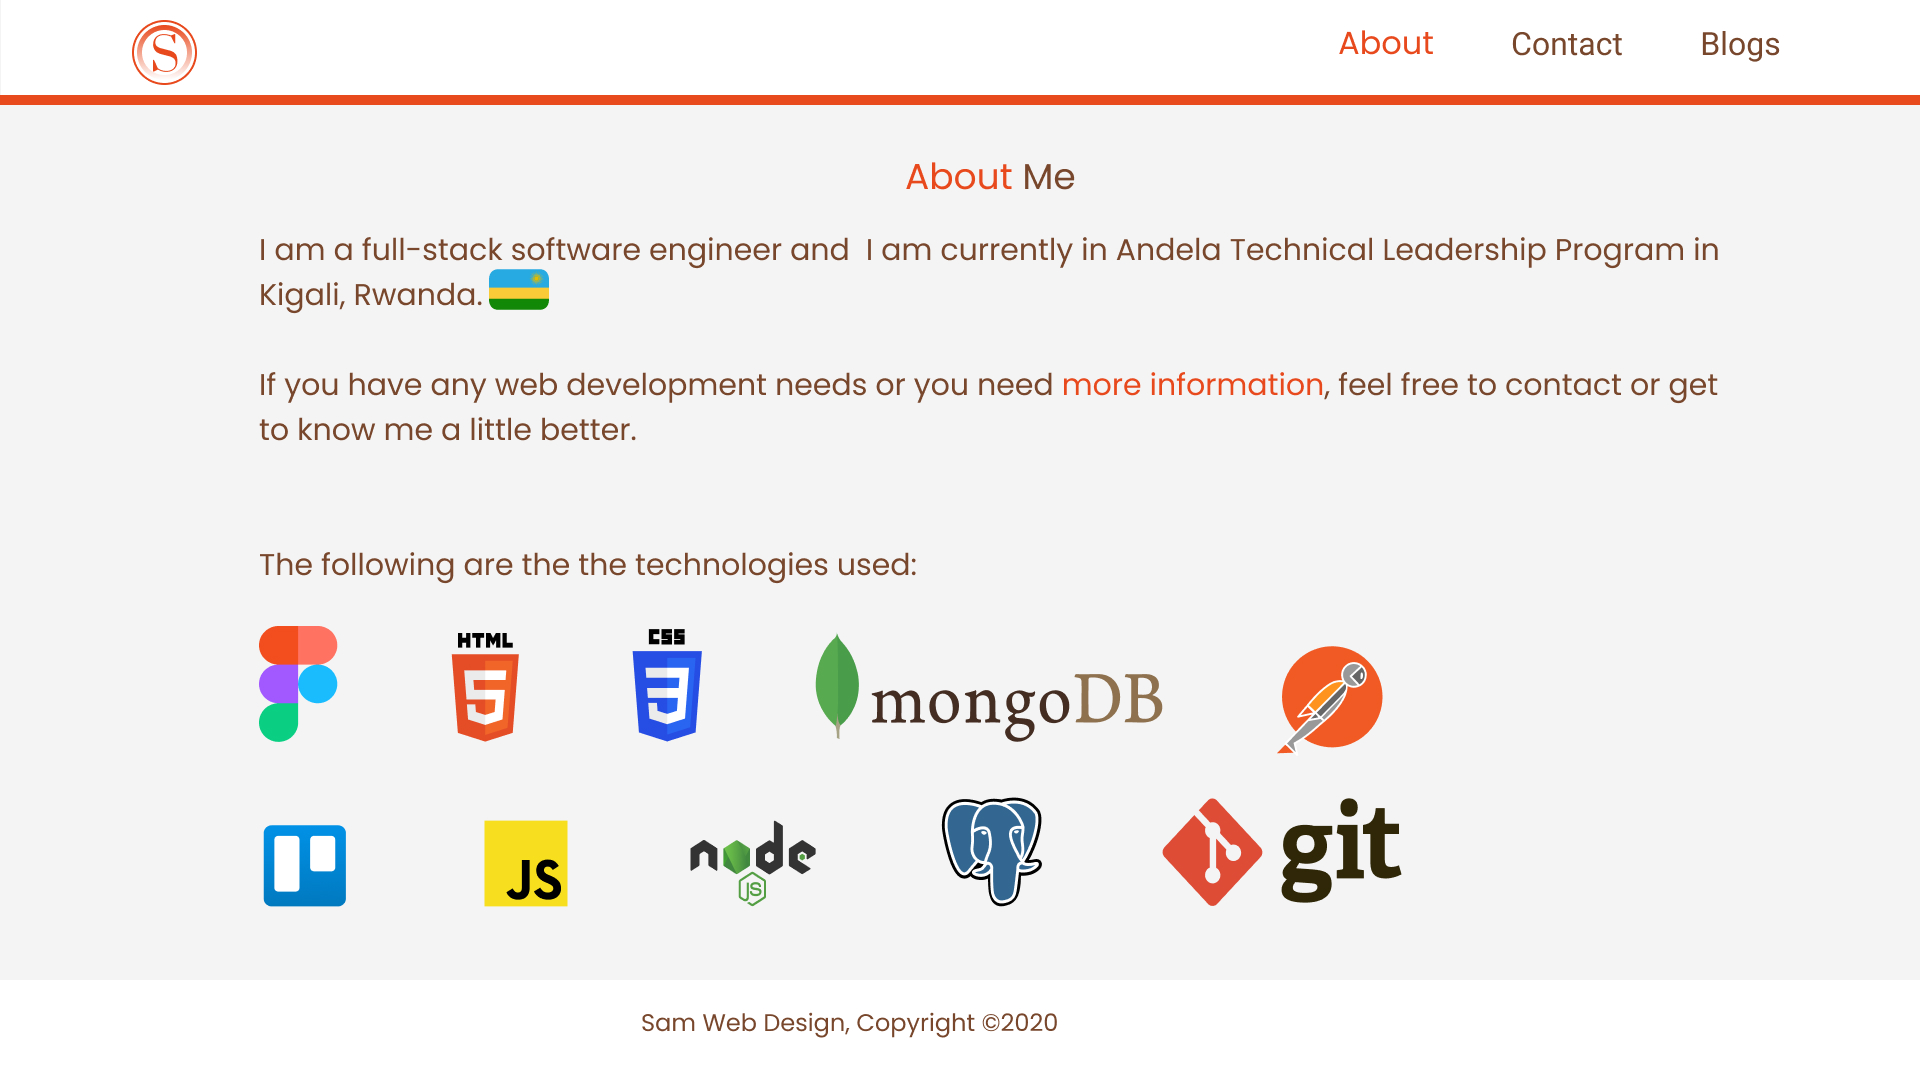 S
About Contact Blogs
About Me
I am a full-stack software engineer and  I am currently in Andela Technical Leadership Program in
Kigali, Rwanda.
If you have any web development needs or you need more information, feel free to contact or get
to know me a little better.
The following are the the technologies used:
HTML
5
CSS
3
mongoDB
JS
node
JS
git
Sam Web Design, Copyright ©2020